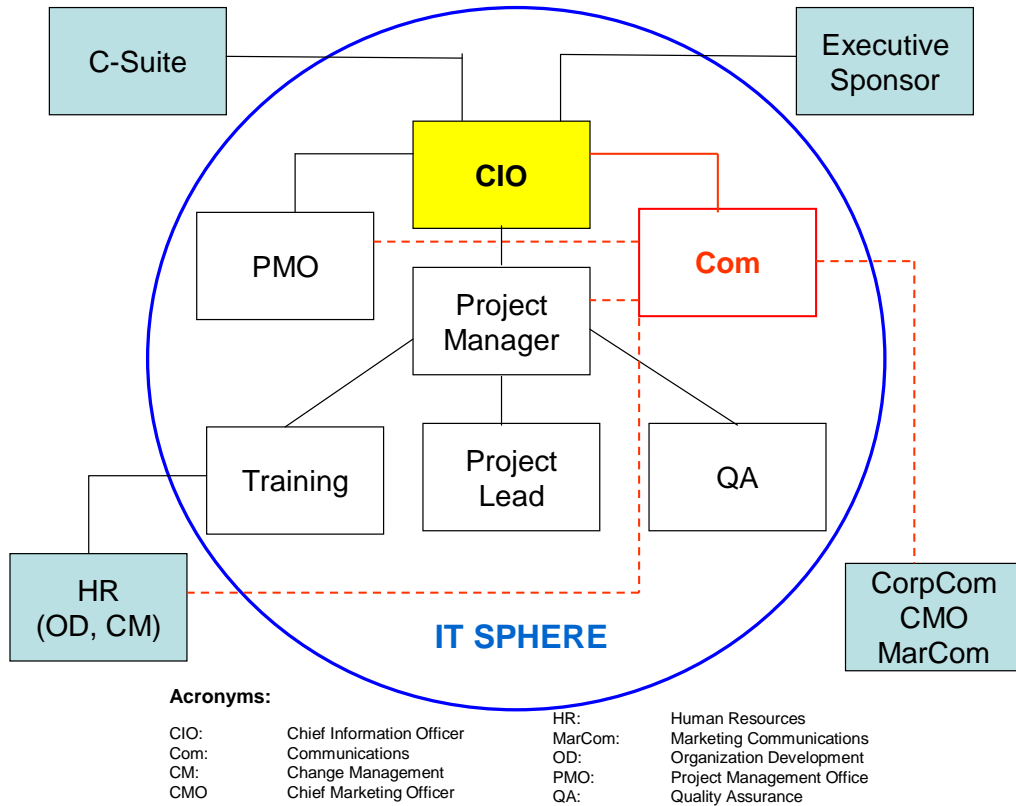 C-Suite
Executive
Sponsor
CIO
PMO
Com
Project
Manager
Training
Project
Lead
QA
HR
(OD, CM)
CorpCom
CMO
MarCom
IT SPHERE
Acronyms:
CIO: Chief Information Officer
Com: Communications
CM: Change Management
CMO Chief Marketing Officer
HR: Human Resources
MarCom: Marketing Communications
OD: Organization Development
PMO: Project Management Office
QA: Quality Assurance